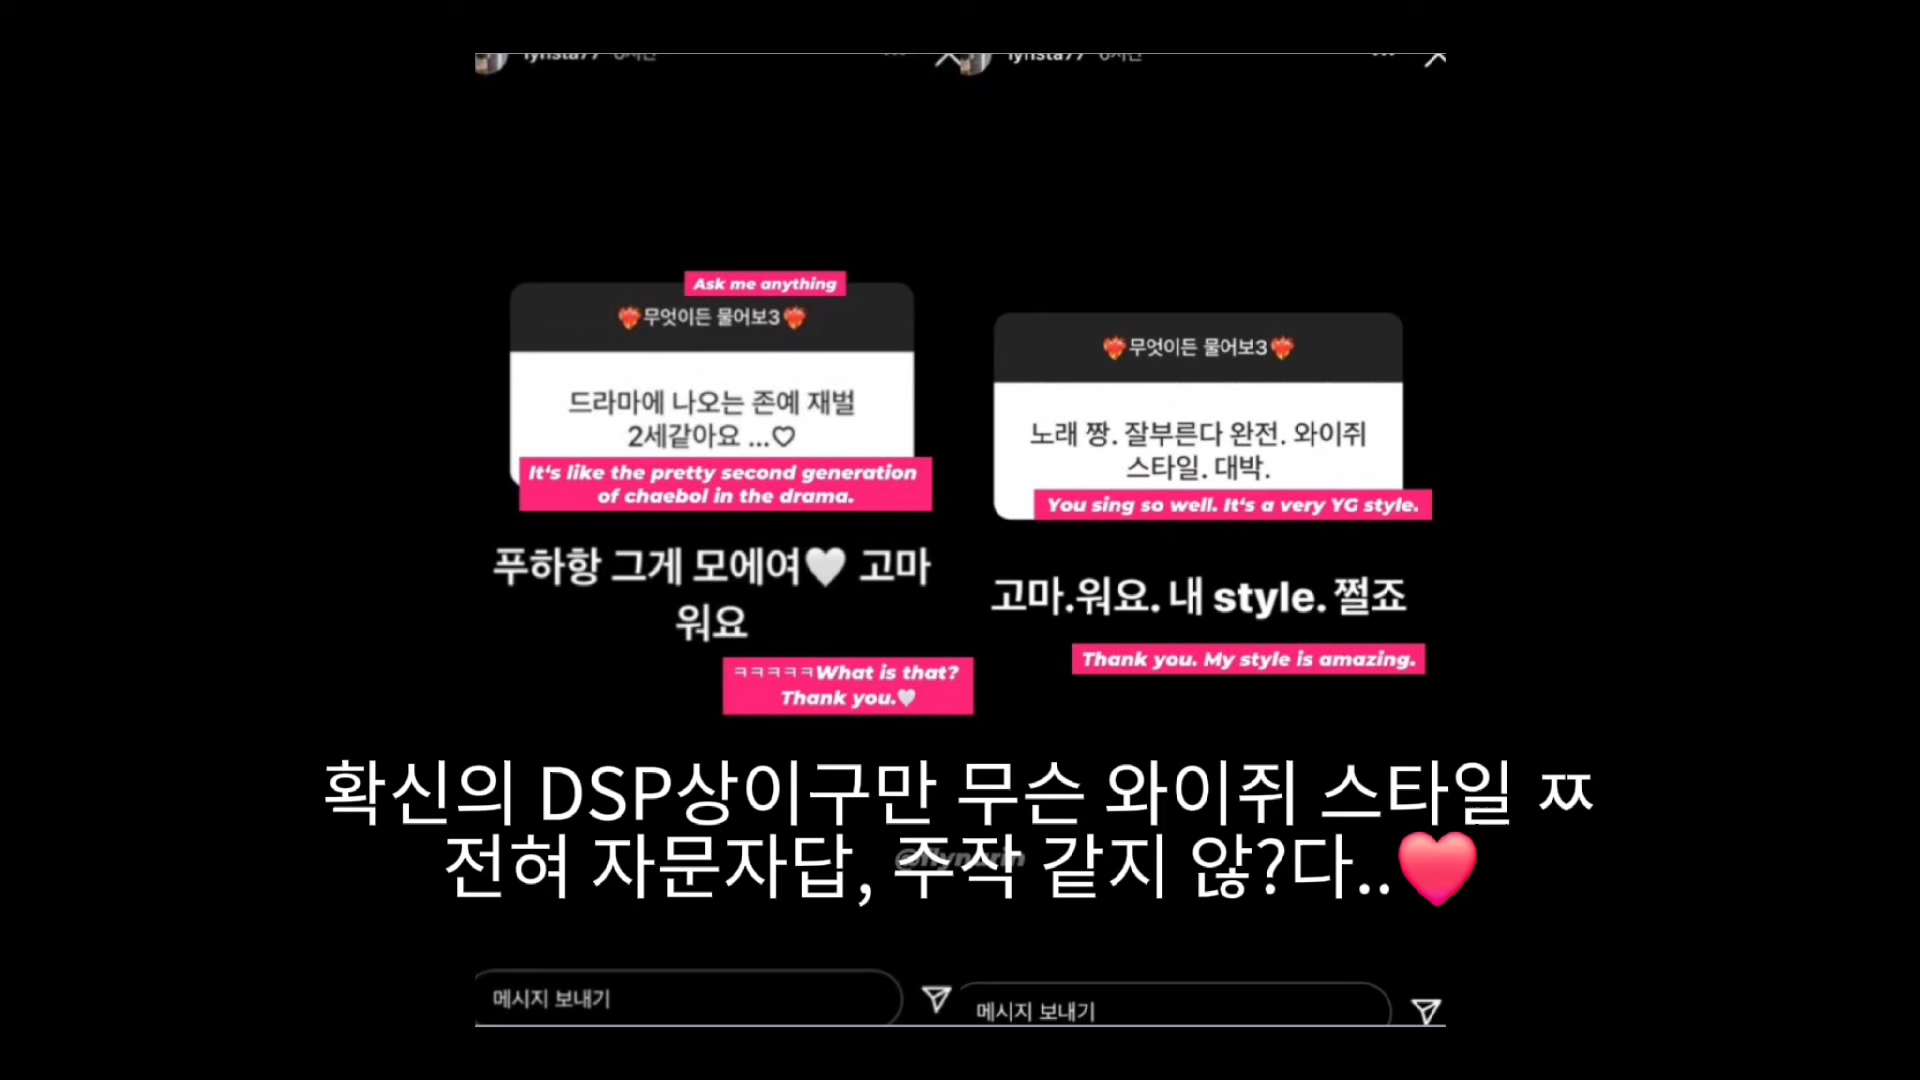 lynsta77 8시간
Ask me anything
❤️‍🔥무엇이든 물어보3❤️‍🔥
드라마에 나오는 존예 재벌
2세같아요 ...♡
It's like the pretty second generation
of chaebol in the drama.
푸하항 그게 모에여🤍 고마
워요
ㅋㅋㅋㅋㅋWhat is that?
Thank you.🤍
메시지 보내기
lynsta77
❤️‍🔥무엇이든 물어보3❤️‍🔥
노래 짱. 잘부른다 완전. 와이쥐
스타일. 대박.
You sing so well. It's a very YG style.
고마.워요. 내 style. 쩔죠
Thank you. My style is amazing.
메시지 보내기
확신의 DSP상이구만 무슨 와이쥐 스타일 ㅉ
전혀 자문자답, 주작 같지 않?다..❤️